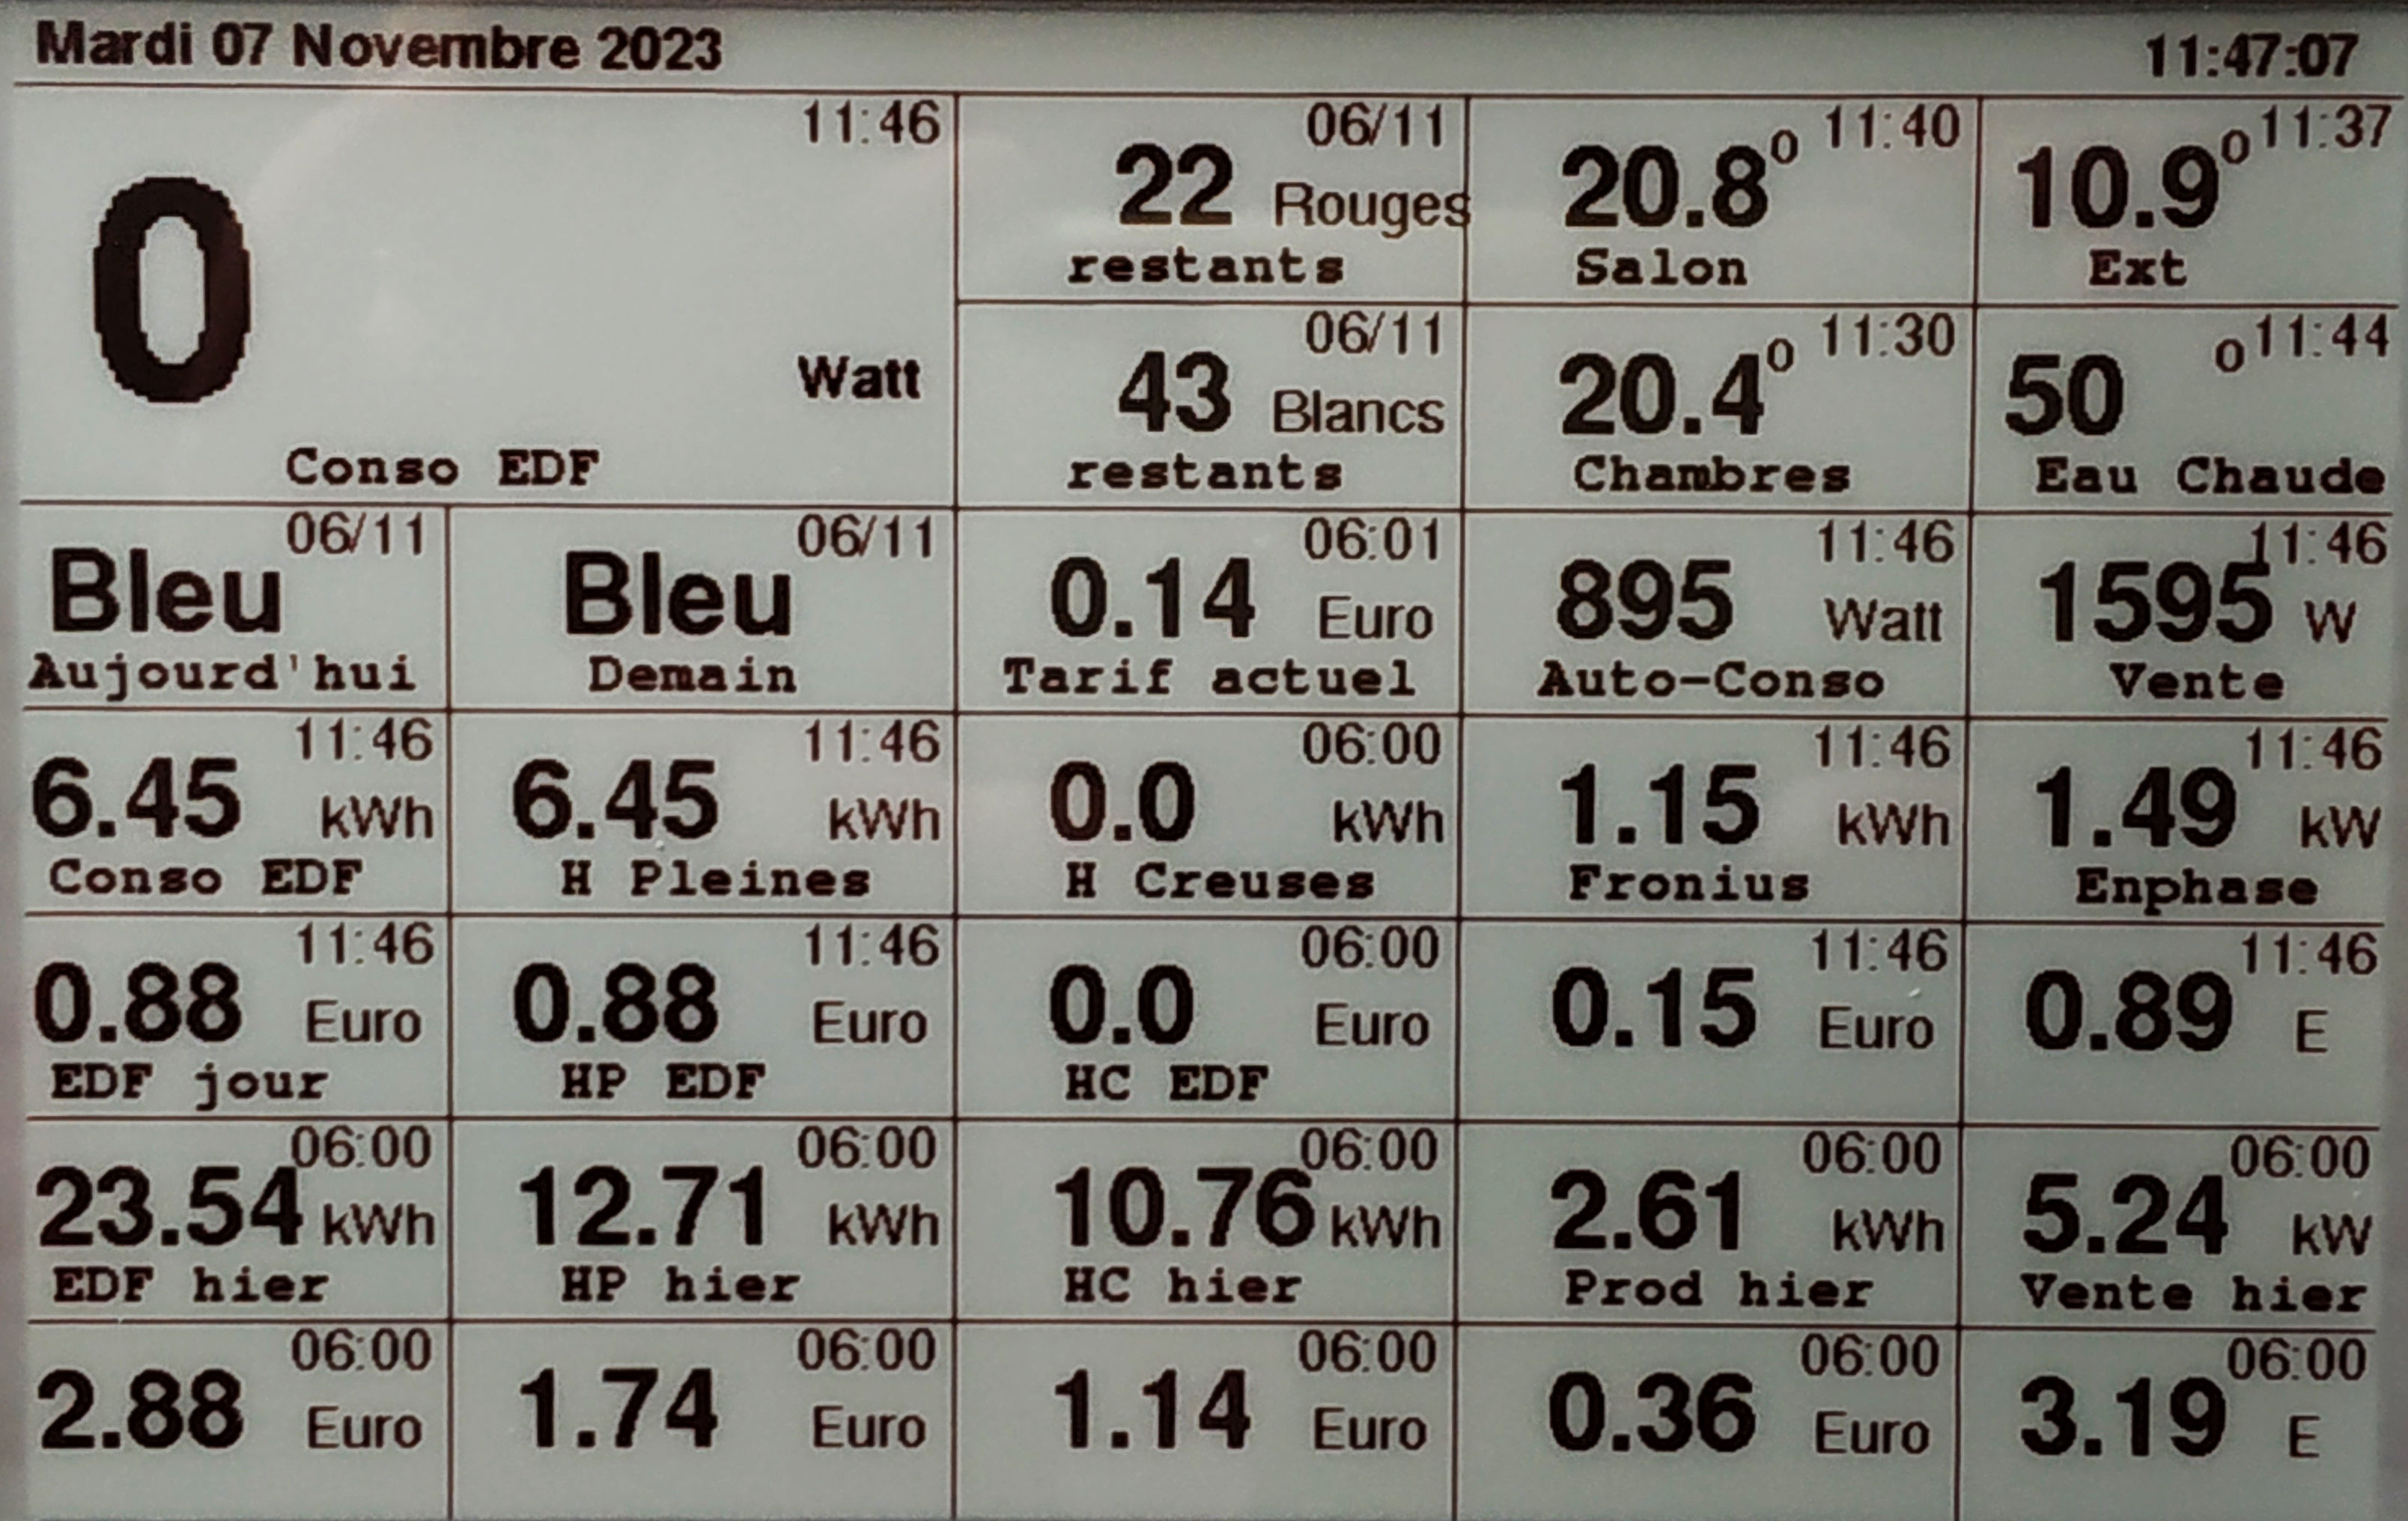 Mardi 07 Novembre 2023 11:47:07
11:46
0
Watt
Conso EDF
06/11
22 Rouges
restants
11:40
20.8°
Salon
11:37
10.9°
Ext
06/11
43 Blancs
restants
11:30
20.4°
Chambres
11:44
50 °
Eau Chaude
06/11
Bleu
Aujourd'hui
06/11
Bleu
Demain
06:01
0.14 Euro
Tarif actuel
11:46
895 Watt
Auto-Conso
11:46
1595 W
Vente
11:46
6.45 kWh
Conso EDF
11:46
6.45 kWh
H Pleines
06:00
0.0 kWh
H Creuses
11:46
1.15 kWh
Fronius
11:46
1.49 kW
Enphase
11:46
0.88 Euro
EDF jour
11:46
0.88 Euro
HP EDF
06:00
0.0 Euro
HC EDF
11:46
0.15 Euro
11:46
0.89 E
06:00
23.54 kWh
EDF hier
06:00
12.71 kWh
HP hier
06:00
10.76 kWh
HC hier
06:00
2.61 kWh
Prod hier
06:00
5.24 kW
Vente hier
06:00
2.88 Euro
06:00
1.74 Euro
06:00
1.14 Euro
06:00
0.36 Euro
06:00
3.19 E